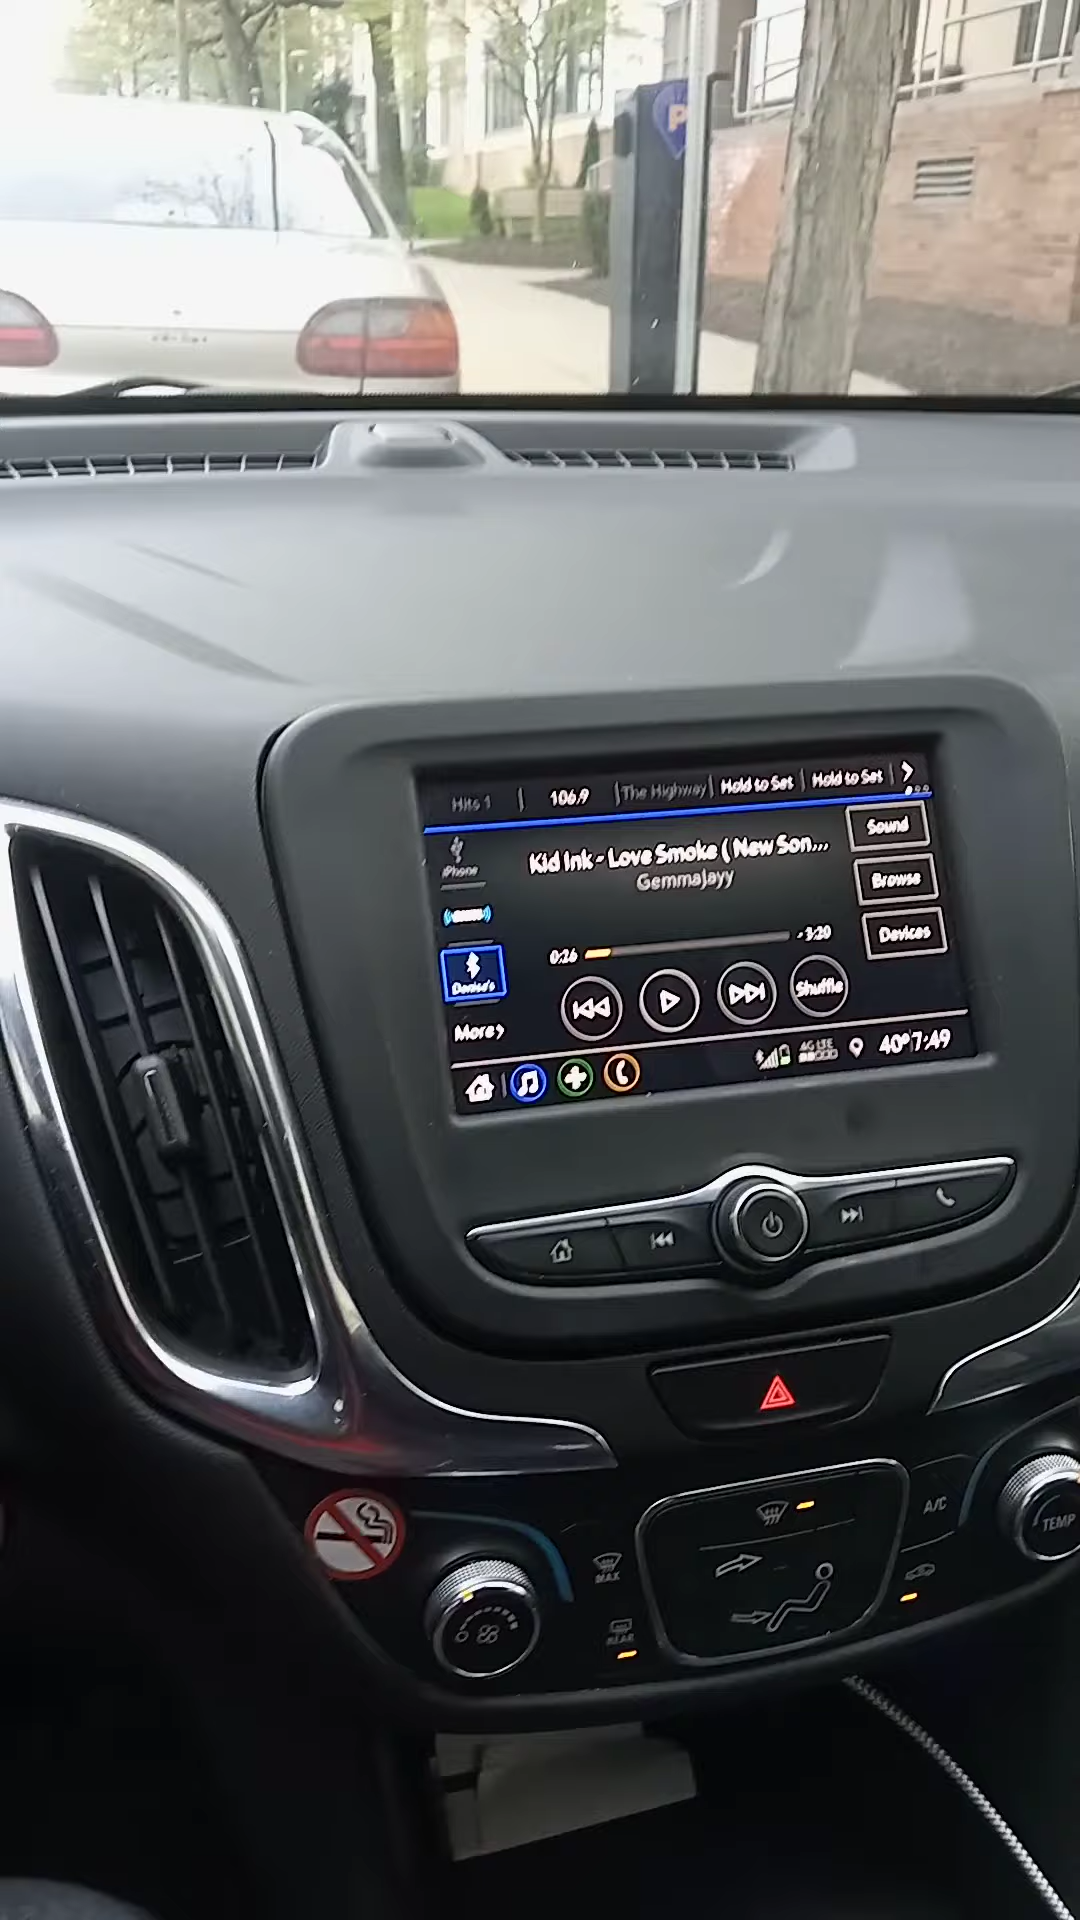 P
Hits 1 106.9 The Highway Hold to Set Hold to Set
iPhone
Kid Ink - Love Smoke ( New Son...
Gemmajayy
Sound
Browse
Devices
0:26 -3:20
Shuffle
More
4G LTE 40° 7:49
A/C
TEMP
MAX
REAR